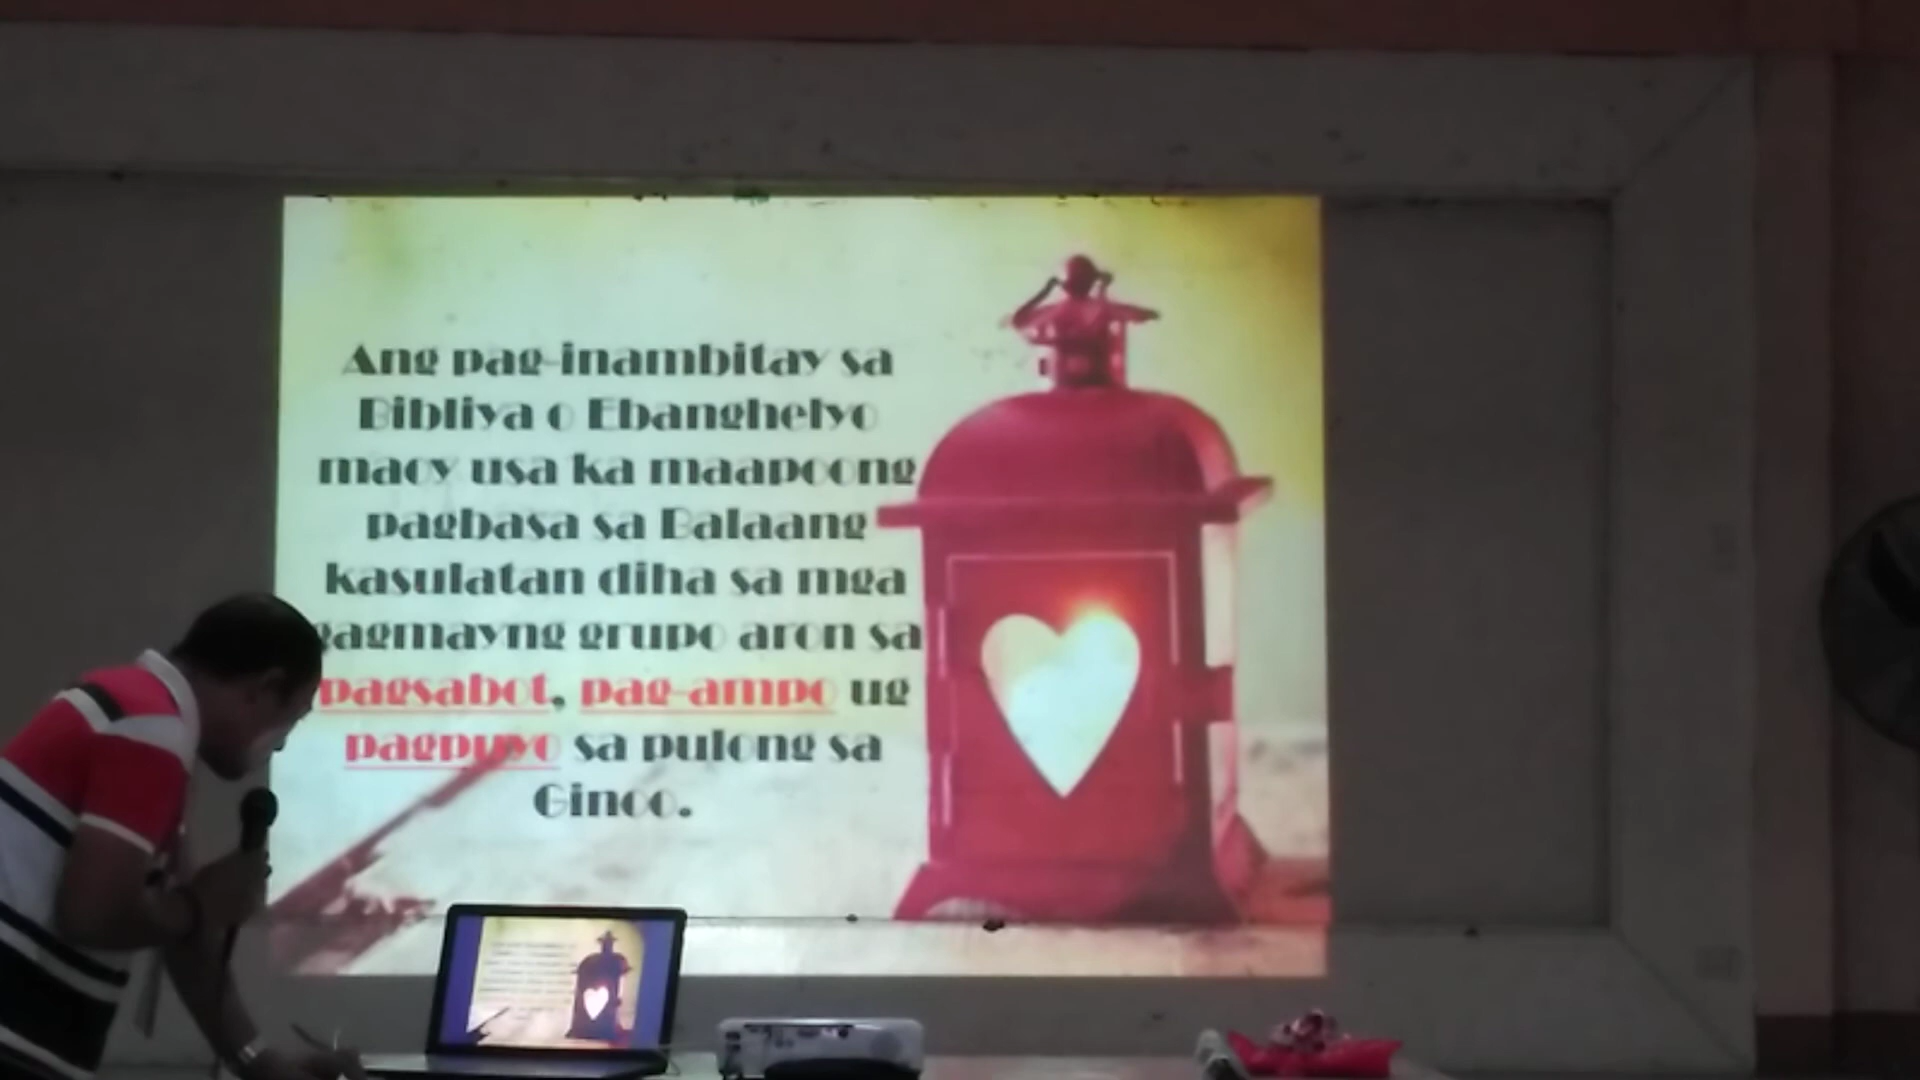 Ang pag-inambitay sa
Bibliya o Ebanghelyo
maoy usa ka maapoong
pagbasa sa Balaang
kasulatan diha sa mga
gagmayng grupo aron sa
pagsabot, pag-ampo ug
pagpuyo sa pulong sa
Ginoo.